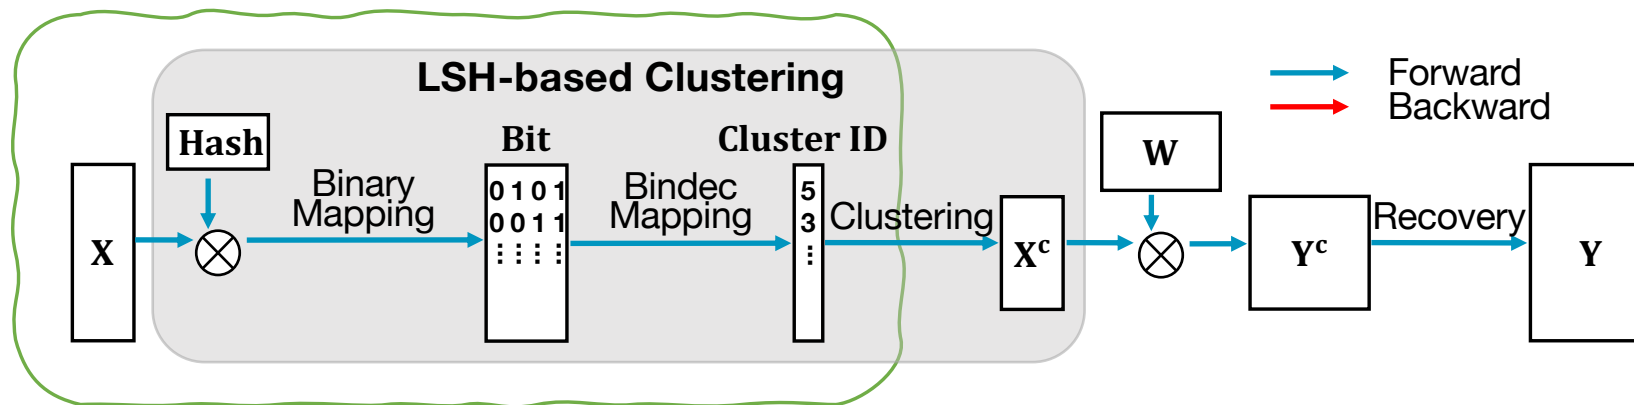 LSH-based Clustering
Forward
Backward
Hash
Bit
Cluster ID
W
X
Binary
Mapping
0 1 0 1
0 0 1 1
⋮ ⋮ ⋮ ⋮
Bindec
Mapping
5
3
⋮
Clustering
Xᶜ
Yᶜ
Recovery
Y